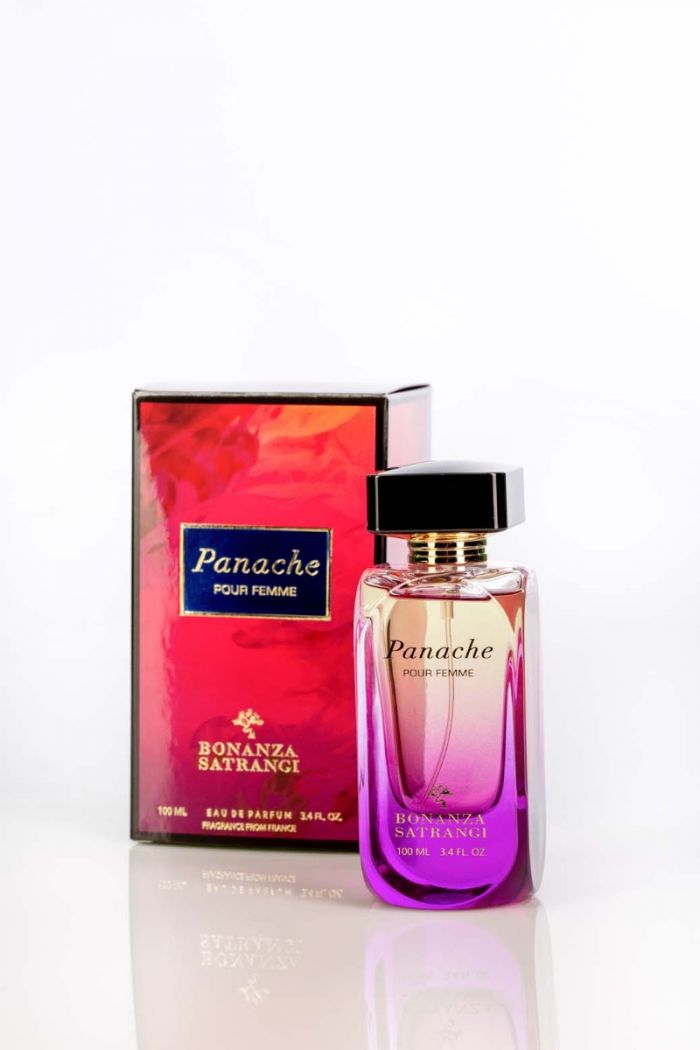 Panache
POUR FEMME
BONANZA
SATRANGI
100 ML EAU DE PARFUM 3.4 FL. OZ.
FRAGRANCE FROM FRANCE
Panache
POUR FEMME
BONANZA
SATRANGI
100 ML 3.4 FL. OZ.